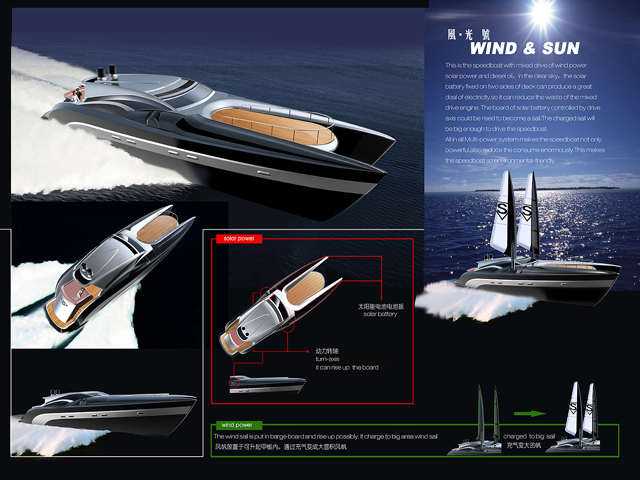 風·光 號
WIND & SUN
This is the speedboat with mixed drive of wind power,
solar power and diesel oil. In the clear sky, the solar
battery fixed on two sides of deck can produce a great
deal of electricity,so it can reduce the waste of the mixed
drive engine. The board of solar battery controlled by drive
axis could be rised to become a sail.The charged sail will
be big enough to drive the speedboat.
All in all,Multi-power system makes the speedboat not only
powerful,also reduce the consume enormously.This makes
the speedboat so environmental-friendly.
solar power
太阳能电池电池板
solar battery
动力转轴
turn-axis
it can rise up the board
wind power
The wind sail is put in barge board and rise up possibly. It charge to big area wind sail
风帆放置于可升起甲板内，通过充气变成大面积风帆
charged to big sail
充气变大的帆